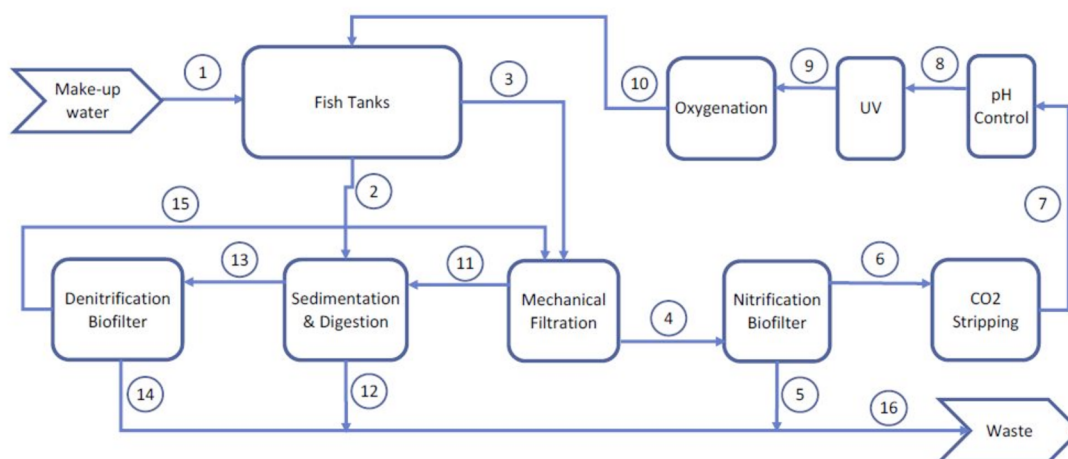 1
3
10
9
8
Make-up
water
Fish Tanks
Oxygenation
UV
pH
Control
2
15
7
13
11
6
Denitrification
Biofilter
Sedimentation
& Digestion
Mechanical
Filtration
4
Nitrification
Biofilter
CO2
Stripping
14
12
5
16
Waste